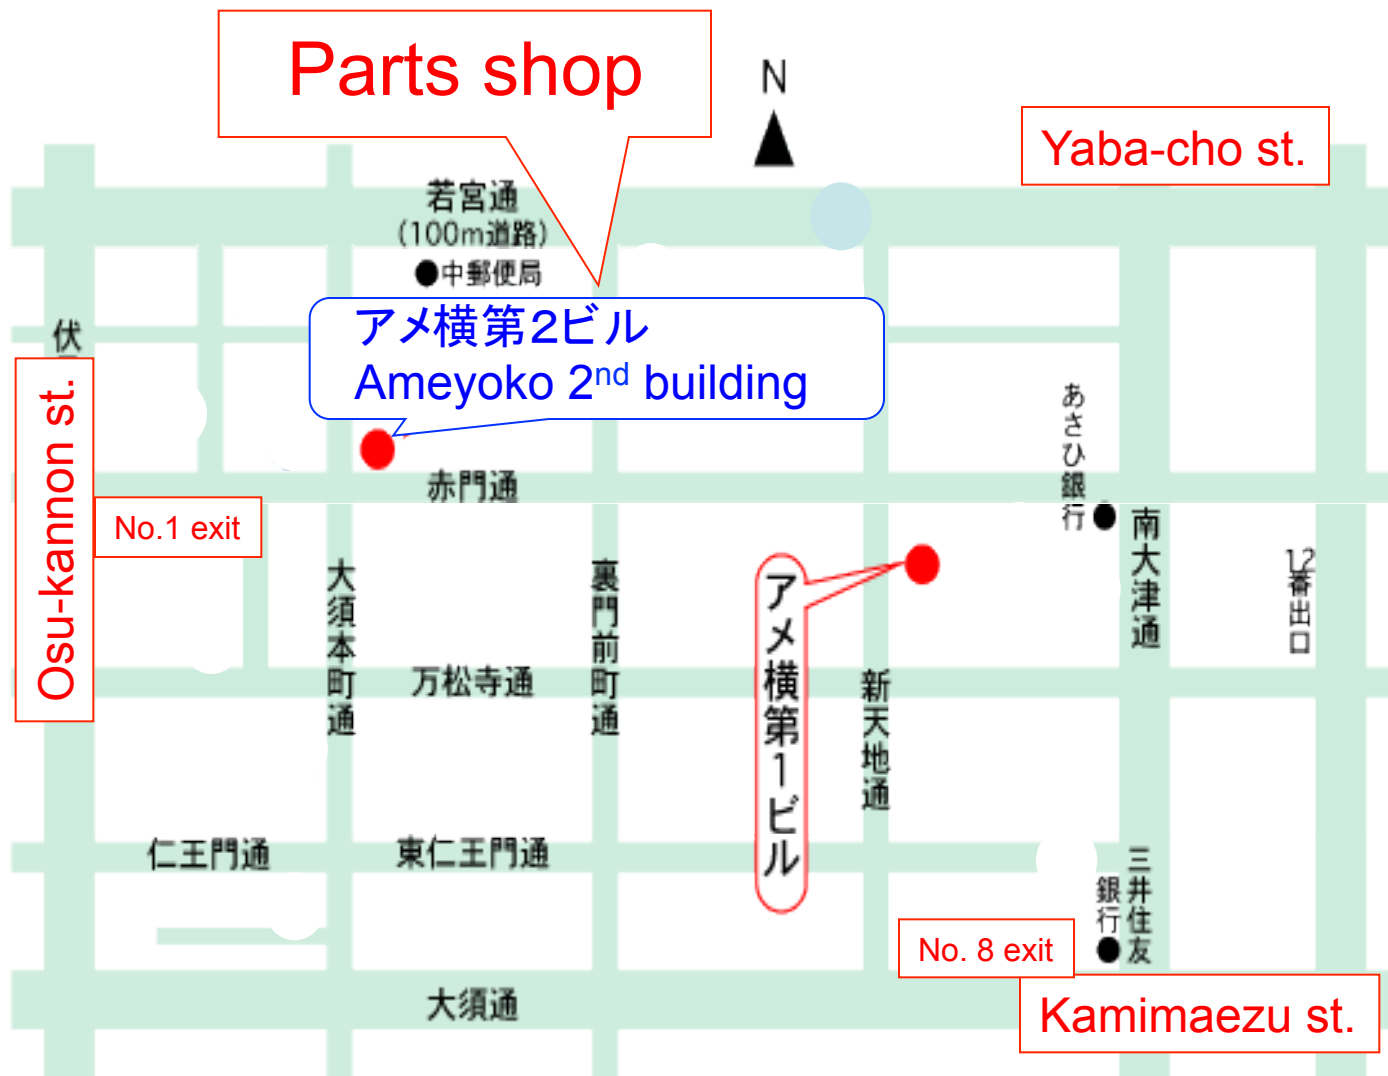 Parts shop
N
Yaba-cho st.
若宮通
(100m道路)
●中郵便局
伏
アメ横第2ビル
Ameyoko 2nd building
Osu-kannon st.
No.1 exit
赤門通
あさひ銀行
南大津通
12番出口
大須本町通
裏門前町通
アメ横第1ビル
新天地通
万松寺通
仁王門通
東仁王門通
三井住友
銀行
No. 8 exit
大須通
Kamimaezu st.